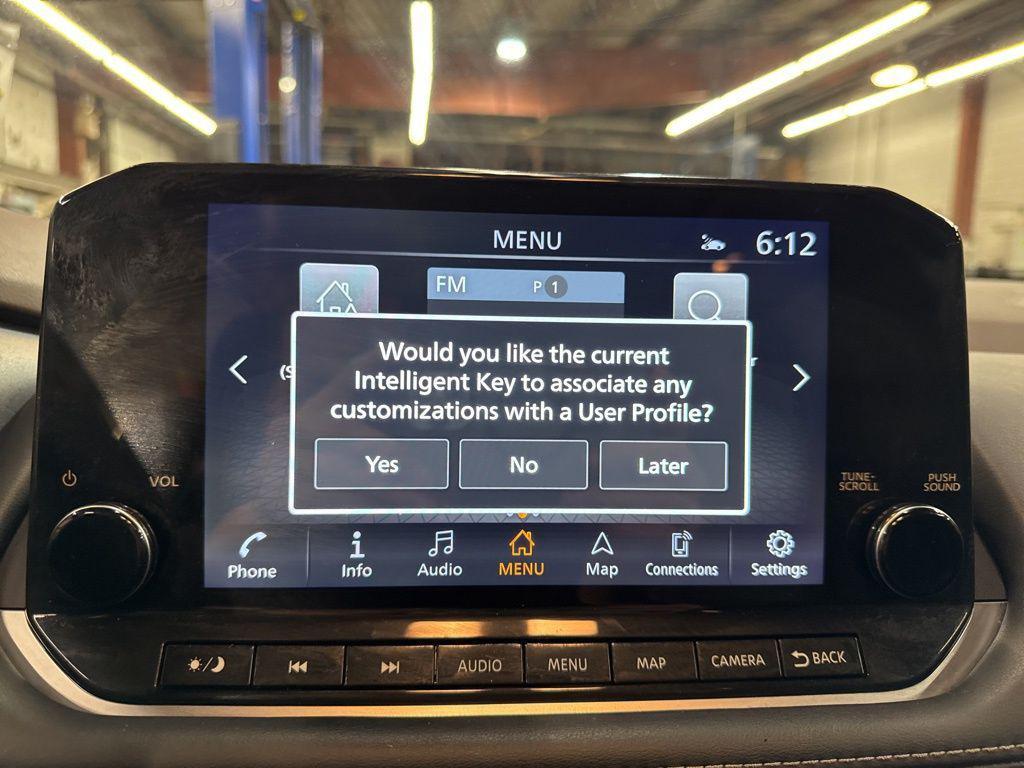 MENU
6:12
FM
P 1
(S
r
Would you like the current
Intelligent Key to associate any
customizations with a User Profile?
Yes
No
Later
VOL
TUNE-
SCROLL
PUSH
SOUND
Phone
Info
Audio
MENU
Map
Connections
Settings
AUDIO
MENU
MAP
CAMERA
BACK